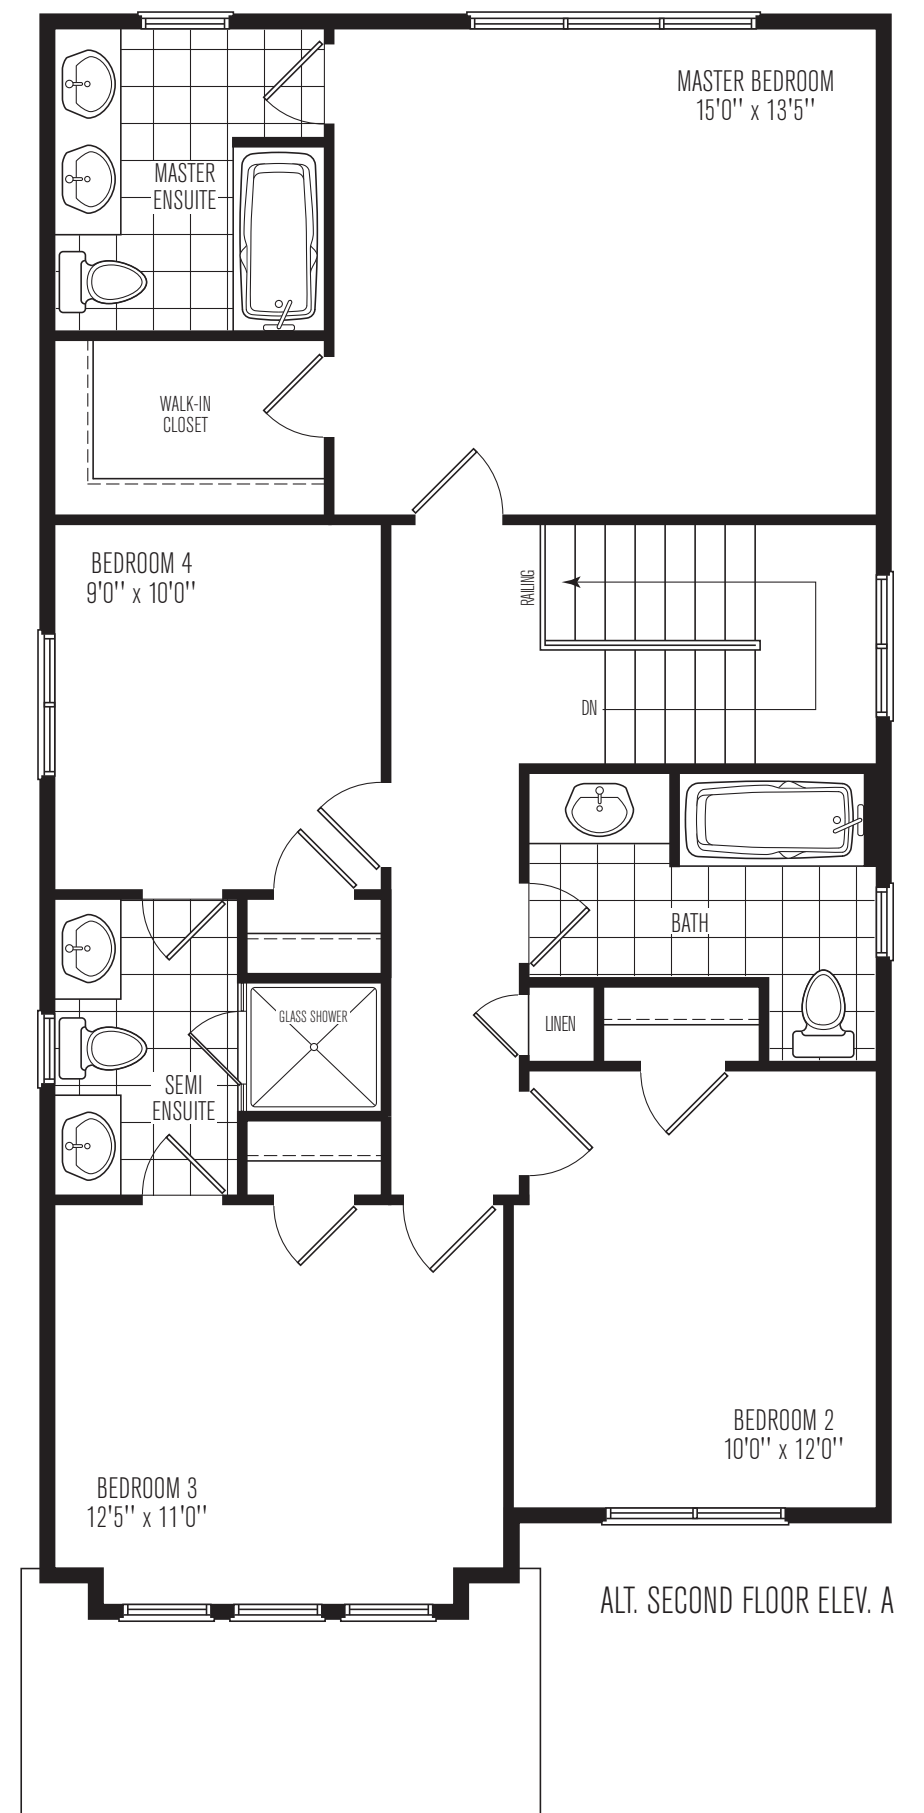 MASTER BEDROOM
15'0'' x 13'5''
MASTER
ENSUITE
WALK-IN
CLOSET
BEDROOM 4
9'0'' x 10'0''
RAILING
DN
BATH
GLASS SHOWER
LINEN
SEMI
ENSUITE
BEDROOM 2
10'0'' x 12'0''
BEDROOM 3
12'5'' x 11'0''
ALT. SECOND FLOOR ELEV. A